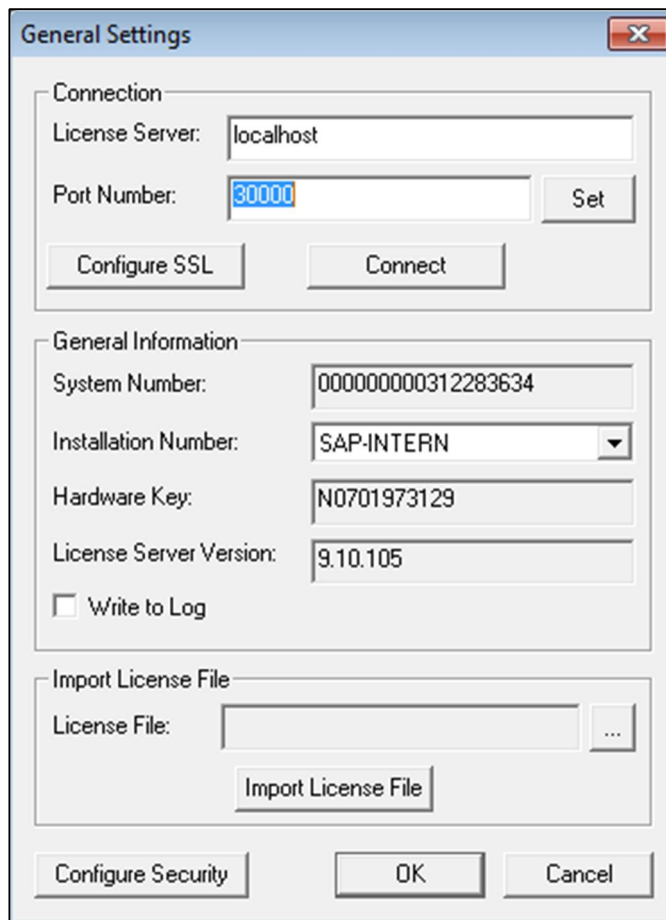 General Settings
Connection
License Server: localhost
Port Number: 30000 Set
Configure SSL Connect
General Information
System Number: 000000000312283634
Installation Number: SAP-INTERN
Hardware Key: N0701973129
License Server Version: 9.10.105
Write to Log
Import License File
License File: ...
Import License File
Configure Security OK Cancel